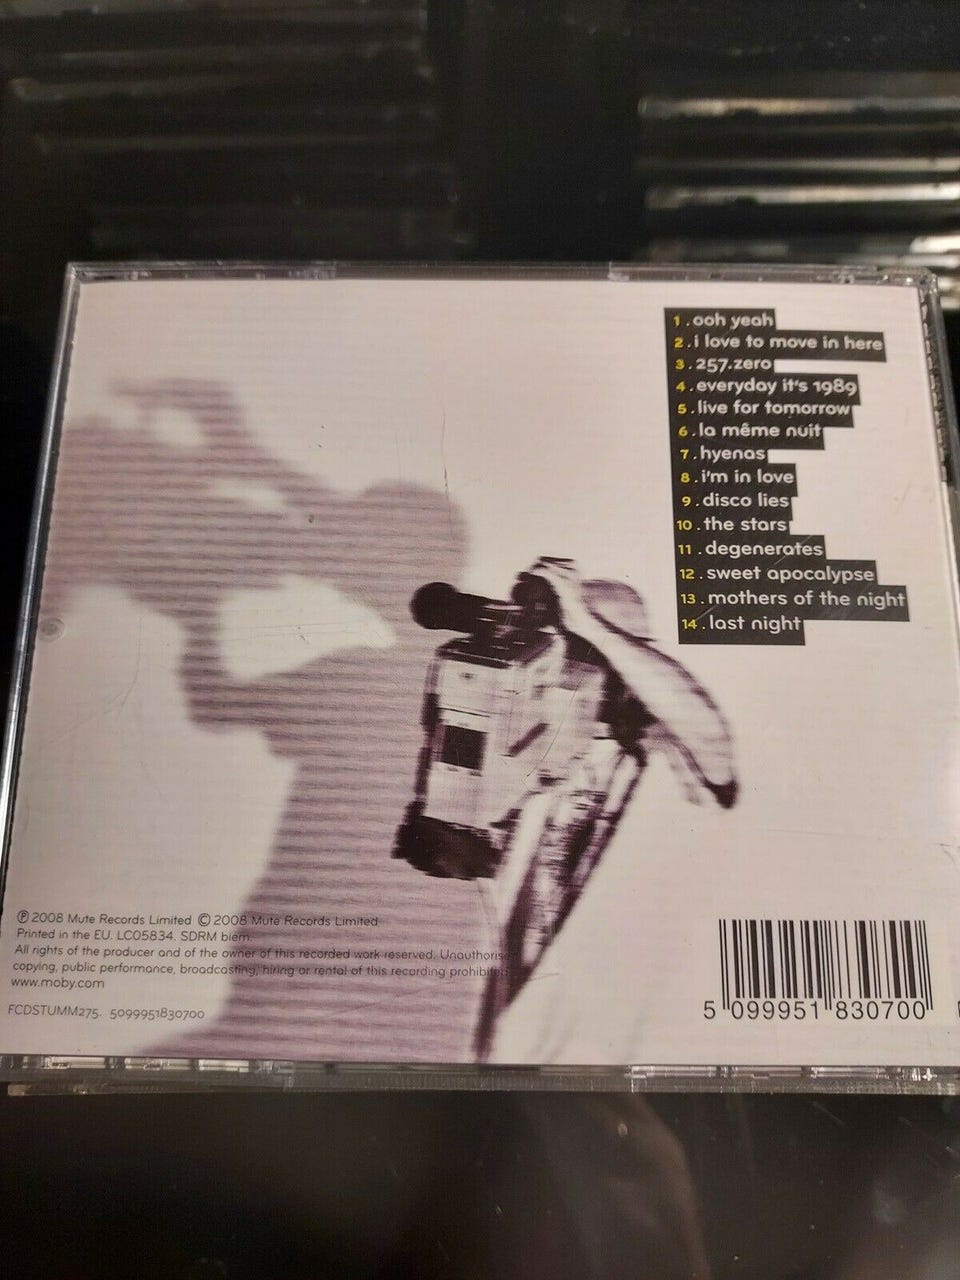 1.ooh yeah
2.i love to move in here
3.257.zero
4.everyday it's 1989
5.live for tomorrow
6.la même nuit
7.hyenas
8.i'm in love
9.disco lies
10.the stars
11.degenerates
12.sweet apocalypse
13.mothers of the night
14.last night
℗ 2008 Mute Records Limited © 2008 Mute Records Limited
Printed in the EU. LC05834. SDRM biem.
All rights of the producer and of the owner of this recorded work reserved. Unauthorised
copying, public performance, broadcasting, hiring or rental of this recording prohibited
www.moby.com
FCDSTUMM275. 5099951830700
5 099951 830700